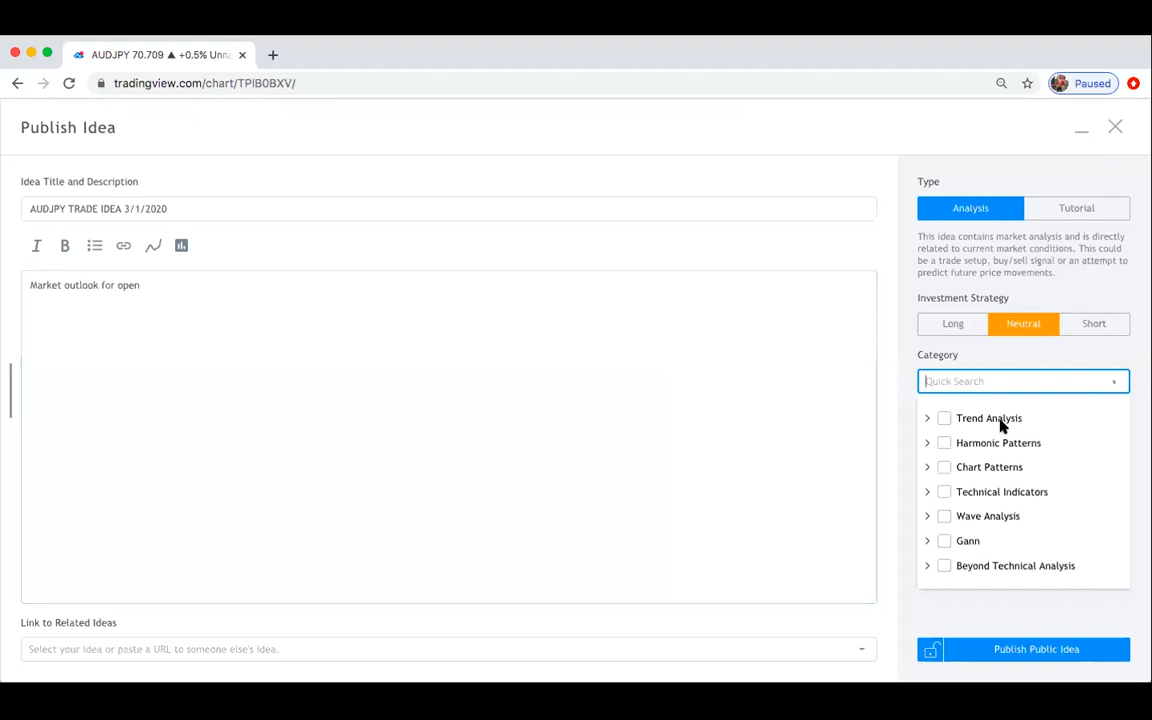 AUDJPY 70.709 ▲ +0.5% Unna
tradingview.com/chart/TPlB0BXV/
Paused
Publish Idea
Idea Title and Description
AUDJPY TRADE IDEA 3/1/2020
I B
Market outlook for open
Link to Related Ideas
Select your idea or paste a URL to someone else's idea.
Type
Analysis
Tutorial
This idea contains market analysis and is directly
related to current market conditions. This could
be a trade setup, buy/sell signal or an attempt to
predict future price movements.
Investment Strategy
Long
Neutral
Short
Category
Quick Search
Trend Analysis
Harmonic Patterns
Chart Patterns
Technical Indicators
Wave Analysis
Gann
Beyond Technical Analysis
Publish Public Idea